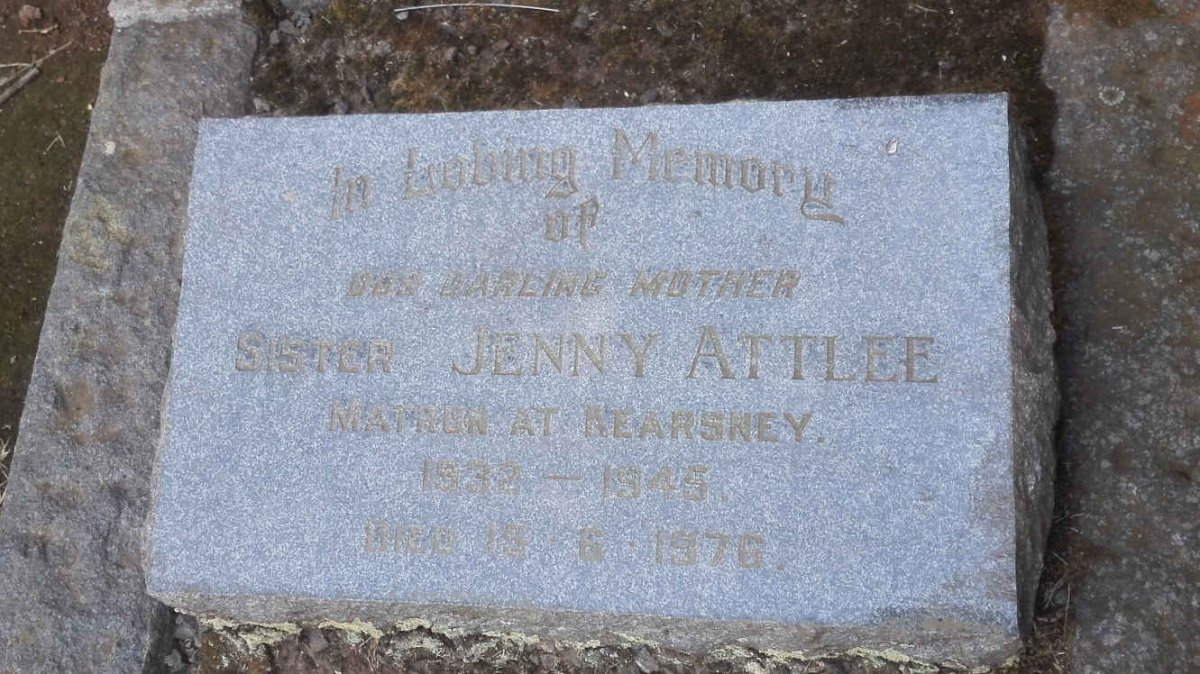 In Loving Memory
of
OUR DARLING MOTHER
SISTER JENNY ATTLEE
MATRON AT KEARSNEY.
1932 — 1945.
DIED 15 · 6 · 1976.